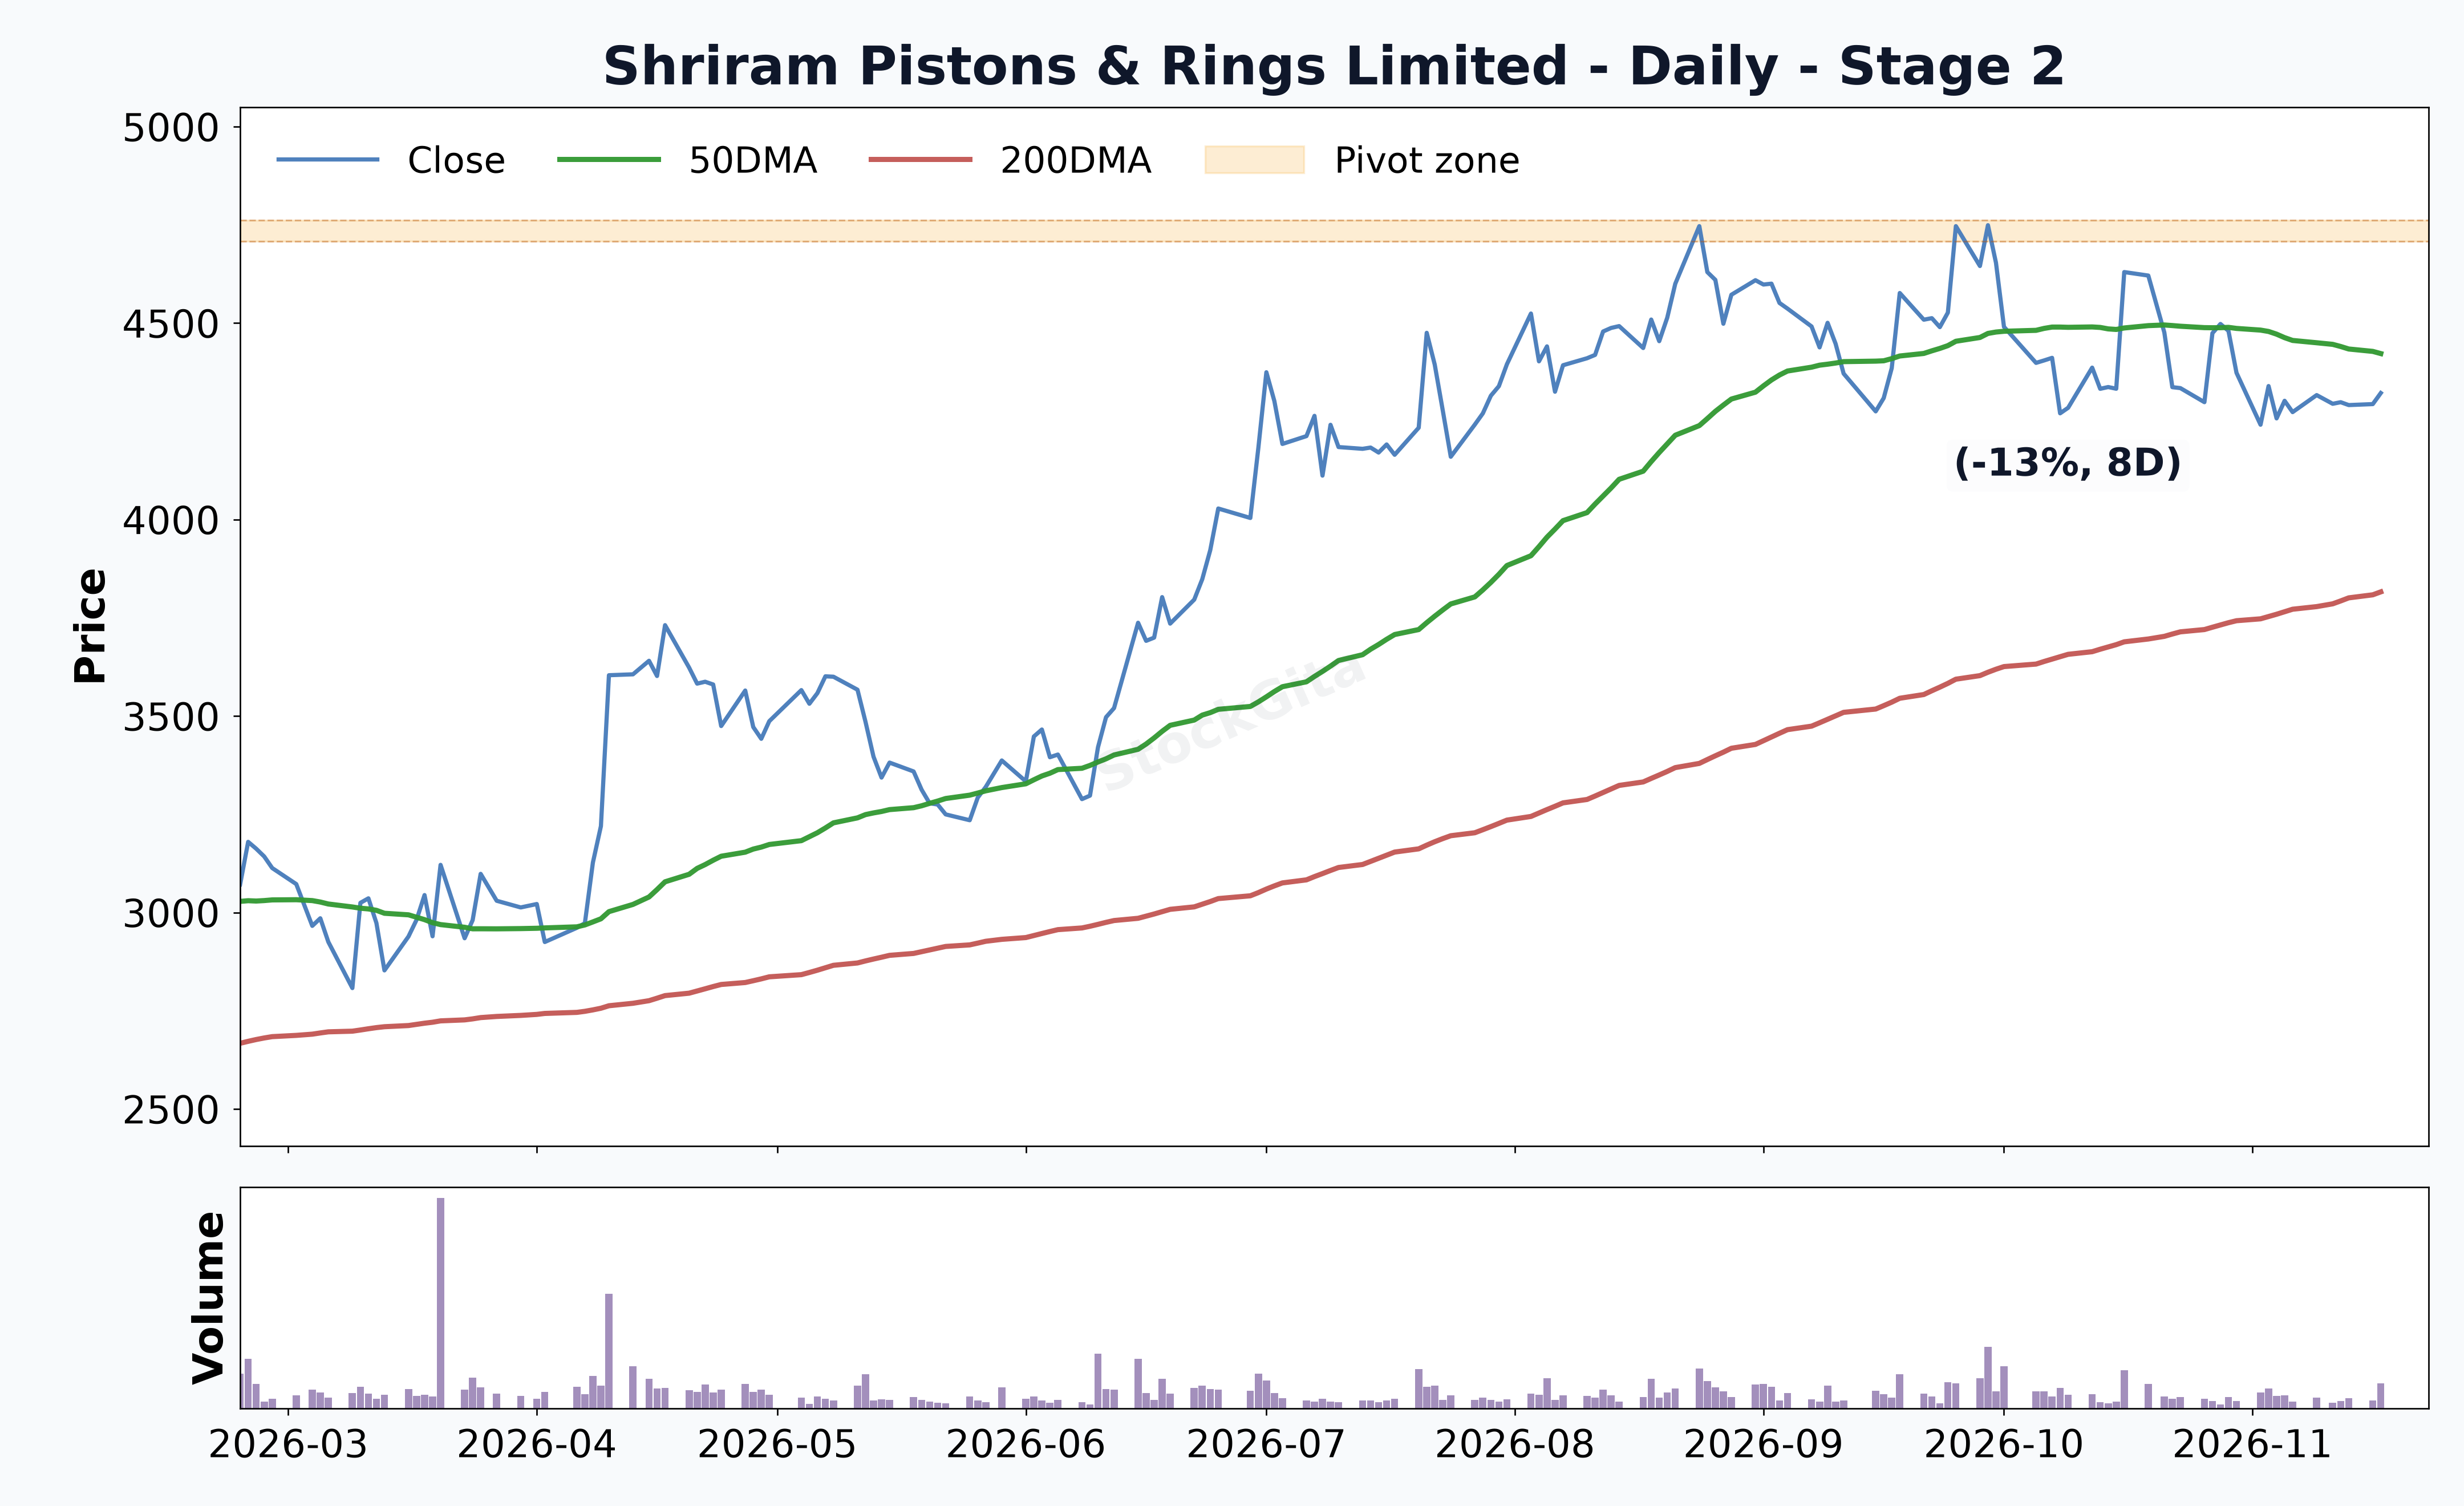 Shriram Pistons & Rings Limited - Daily - Stage 2
Close 50DMA 200DMA Pivot zone
5000
4500
4000
3500
3000
2500
Price
(-13%, 8D)
StockGita
Volume
2026-03 2026-04 2026-05 2026-06 2026-07 2026-08 2026-09 2026-10 2026-11